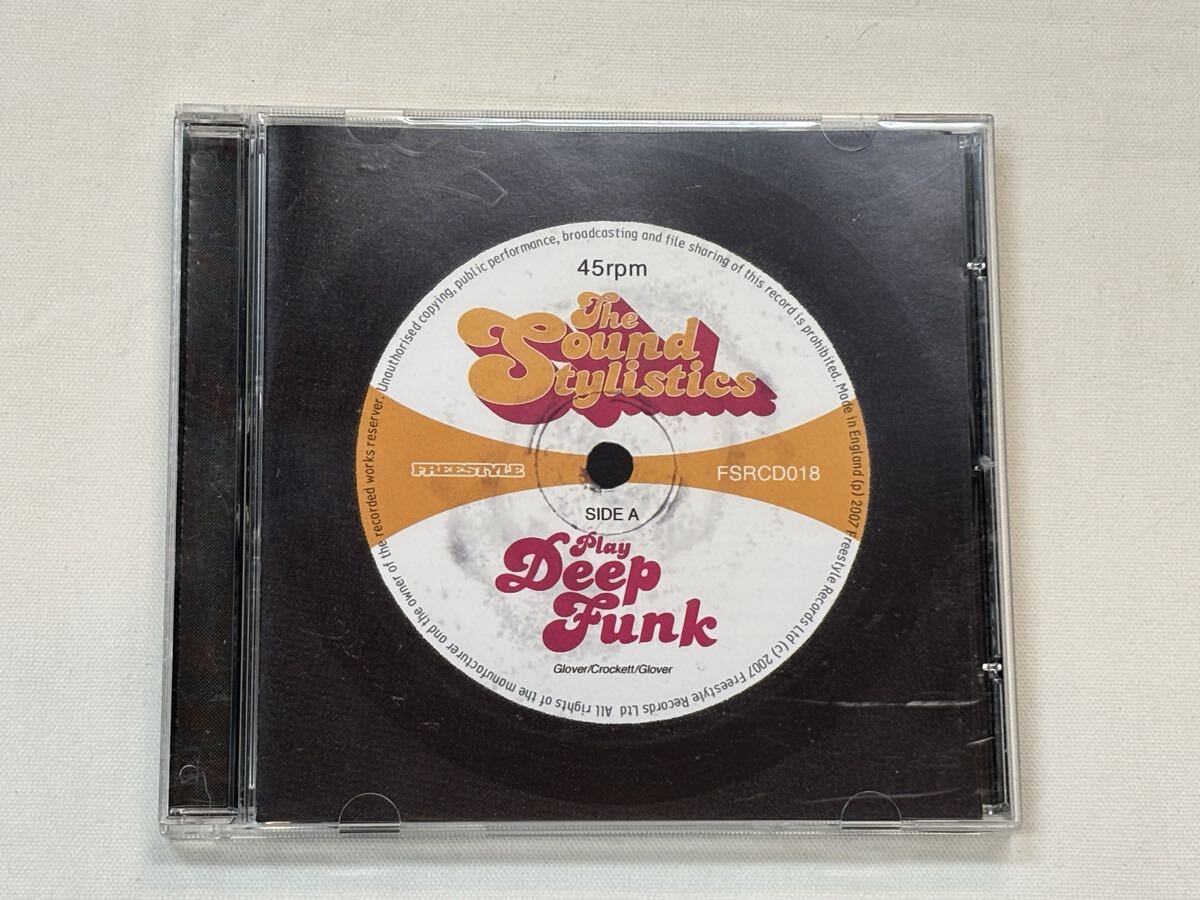 45rpm
The
Sound
Stylistics
FREESTYLE
FSRCD018
SIDE A
Play
Deep
Funk
Glover/Crockett/Glover
All rights of the manufacturer and the owner of the recorded works reserver. Unauthorised copying, public performance, broadcasting and file sharing of this record is prohibited. Made in England (p) 2007 Freestyle Records Ltd (c) 2007 Freestyle Records Ltd